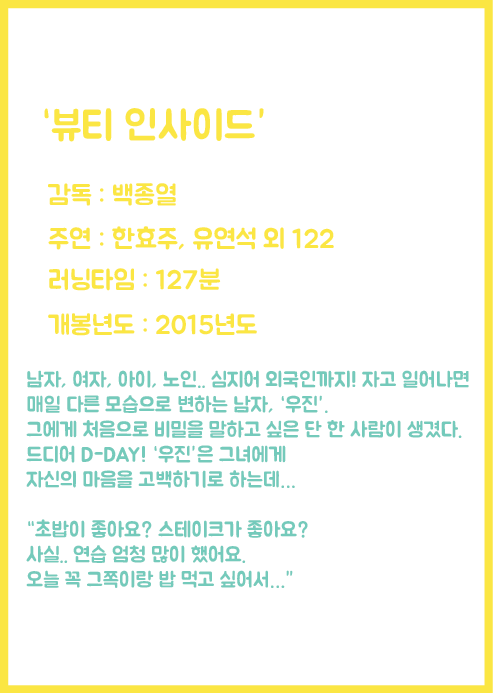 ‘뷰티 인사이드’
감독 : 백종열
주연 : 한효주, 유연석 외 122
러닝타임 : 127분
개봉년도 : 2015년도
남자, 여자, 아이, 노인.. 심지어 외국인까지! 자고 일어나면
매일 다른 모습으로 변하는 남자, ‘우진’.
그에게 처음으로 비밀을 말하고 싶은 단 한 사람이 생겼다.
드디어 D-DAY! ‘우진’은 그녀에게
자신의 마음을 고백하기로 하는데...
“초밥이 좋아요? 스테이크가 좋아요?
사실.. 연습 엄청 많이 했어요.
오늘 꼭 그쪽이랑 밥 먹고 싶어서...”